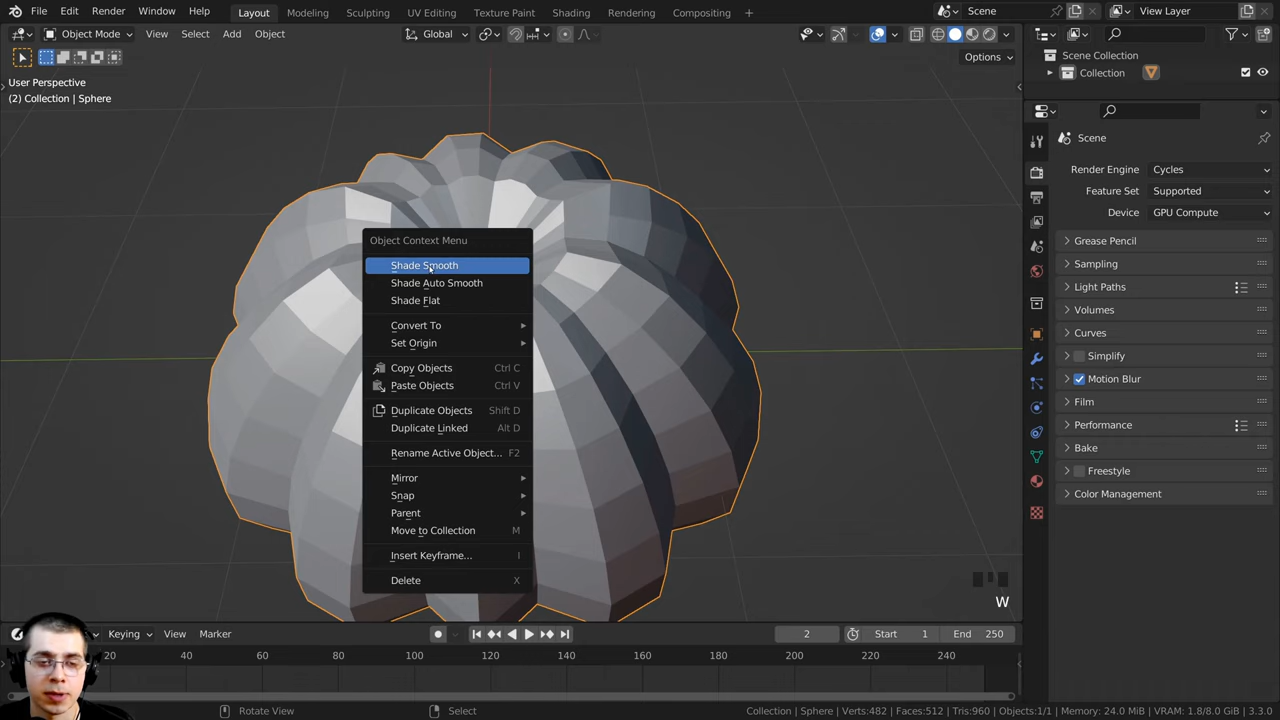 File Edit Render Window Help Layout Modeling Sculpting UV Editing Texture Paint Shading Rendering Compositing + Scene View Layer
Object Mode View Select Add Object Global
Options
User Perspective
(2) Collection | Sphere
Scene Collection
Collection
Scene
Render Engine Cycles
Feature Set Supported
Device GPU Compute
Grease Pencil
Sampling
Light Paths
Volumes
Curves
Simplify
Motion Blur
Film
Performance
Bake
Freestyle
Color Management
Object Context Menu
Shade Smooth
Shade Auto Smooth
Shade Flat
Convert To
Set Origin
Copy Objects Ctrl C
Paste Objects Ctrl V
Duplicate Objects Shift D
Duplicate Linked Alt D
Rename Active Object... F2
Mirror
Snap
Parent
Move to Collection M
Insert Keyframe... I
Delete X
W
Keying View Marker 2 Start 1 End 250
20 40 60 80 100 120 140 160 180 200 220 240
Rotate View Select Collection | Sphere | Verts:482 | Faces:512 | Tris:960 | Objects:1/1 | Memory: 24.0 MiB | VRAM: 1.8/8.0 GiB | 3.3.0